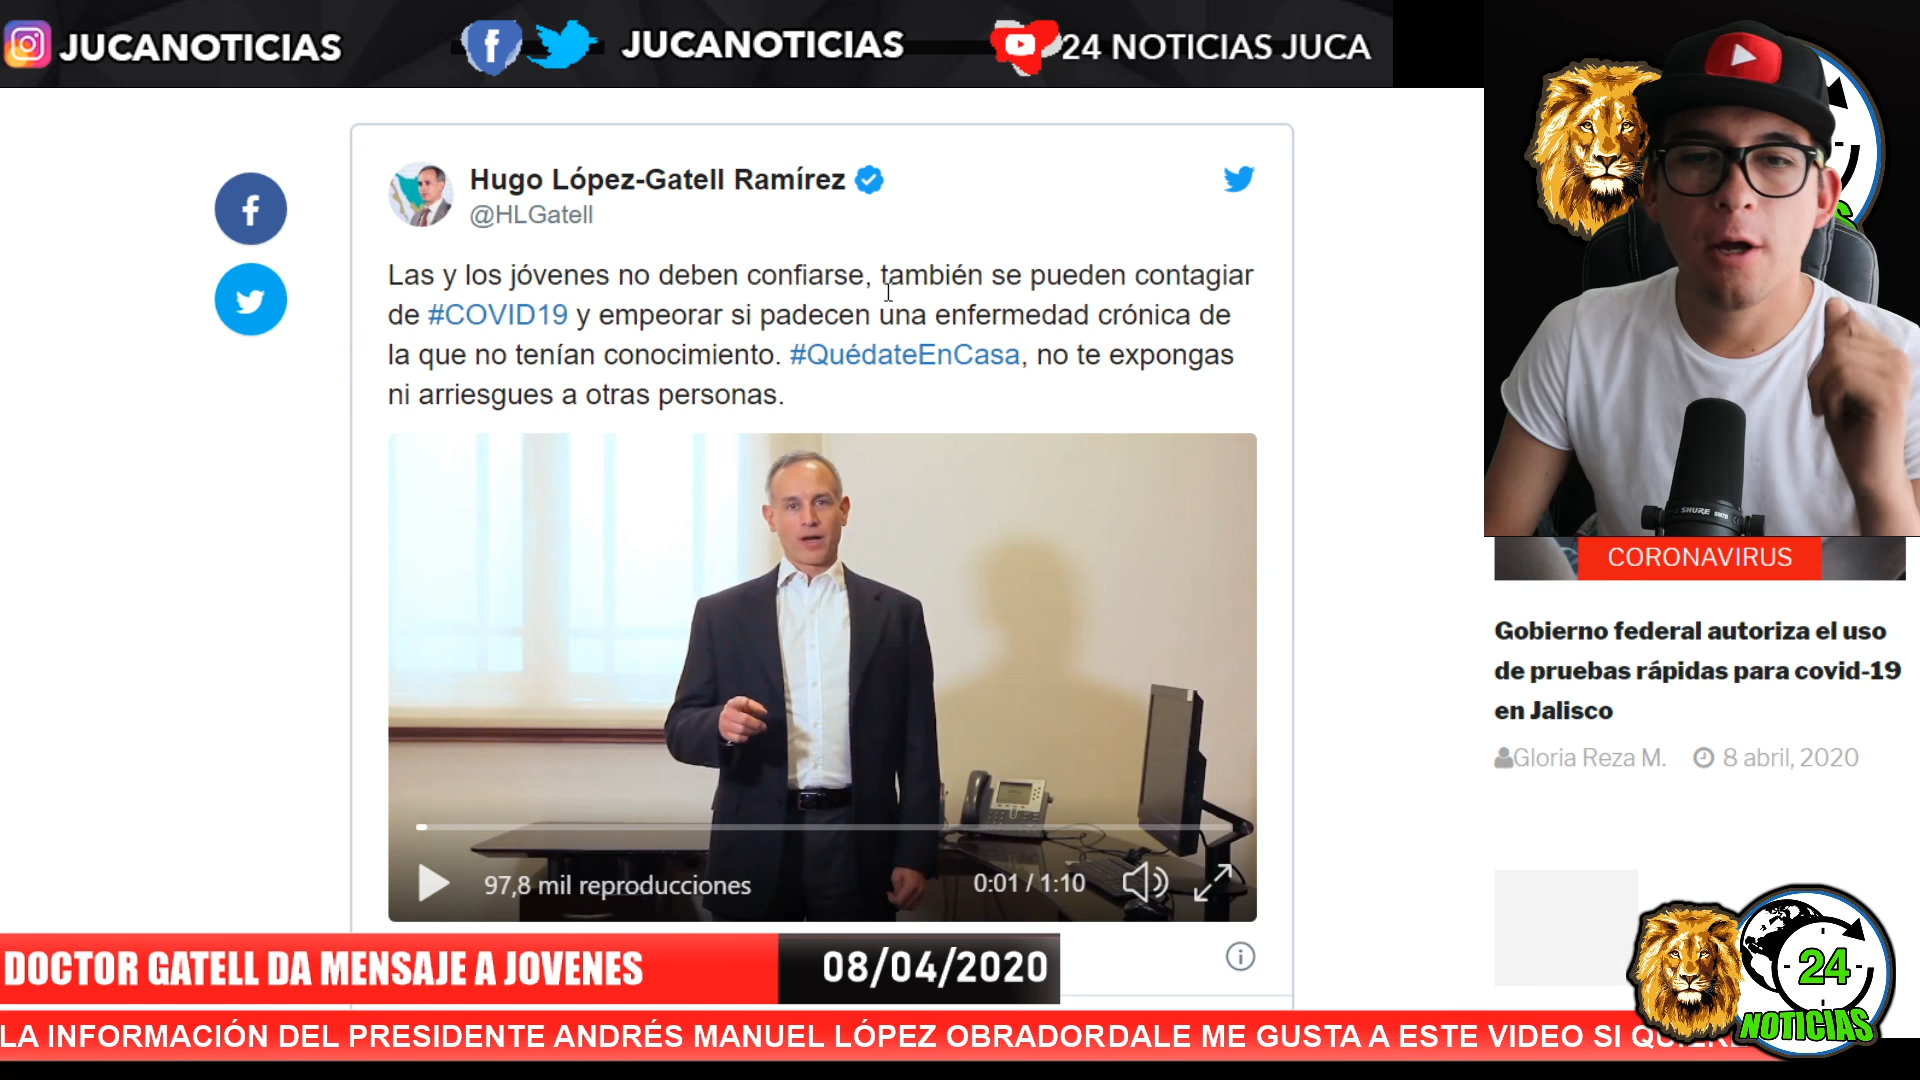 JUCANOTICIAS
JUCANOTICIAS
24 NOTICIAS JUCA
Hugo López-Gatell Ramírez
@HLGatell
Las y los jóvenes no deben confiarse, también se pueden contagiar
de #COVID19 y empeorar si padecen una enfermedad crónica de
la que no tenían conocimiento. #QuédateEnCasa, no te expongas
ni arriesgues a otras personas.
97,8 mil reproducciones
0:01 / 1:10
SHURE SM7B
CORONAVIRUS
Gobierno federal autoriza el uso
de pruebas rápidas para covid-19
en Jalisco
Gloria Reza M. 8 abril, 2020
DOCTOR GATELL DA MENSAJE A JOVENES
08/04/2020
24
NOTICIAS
LA INFORMACIÓN DEL PRESIDENTE ANDRÉS MANUEL LÓPEZ OBRADORDALE ME GUSTA A ESTE VIDEO SI